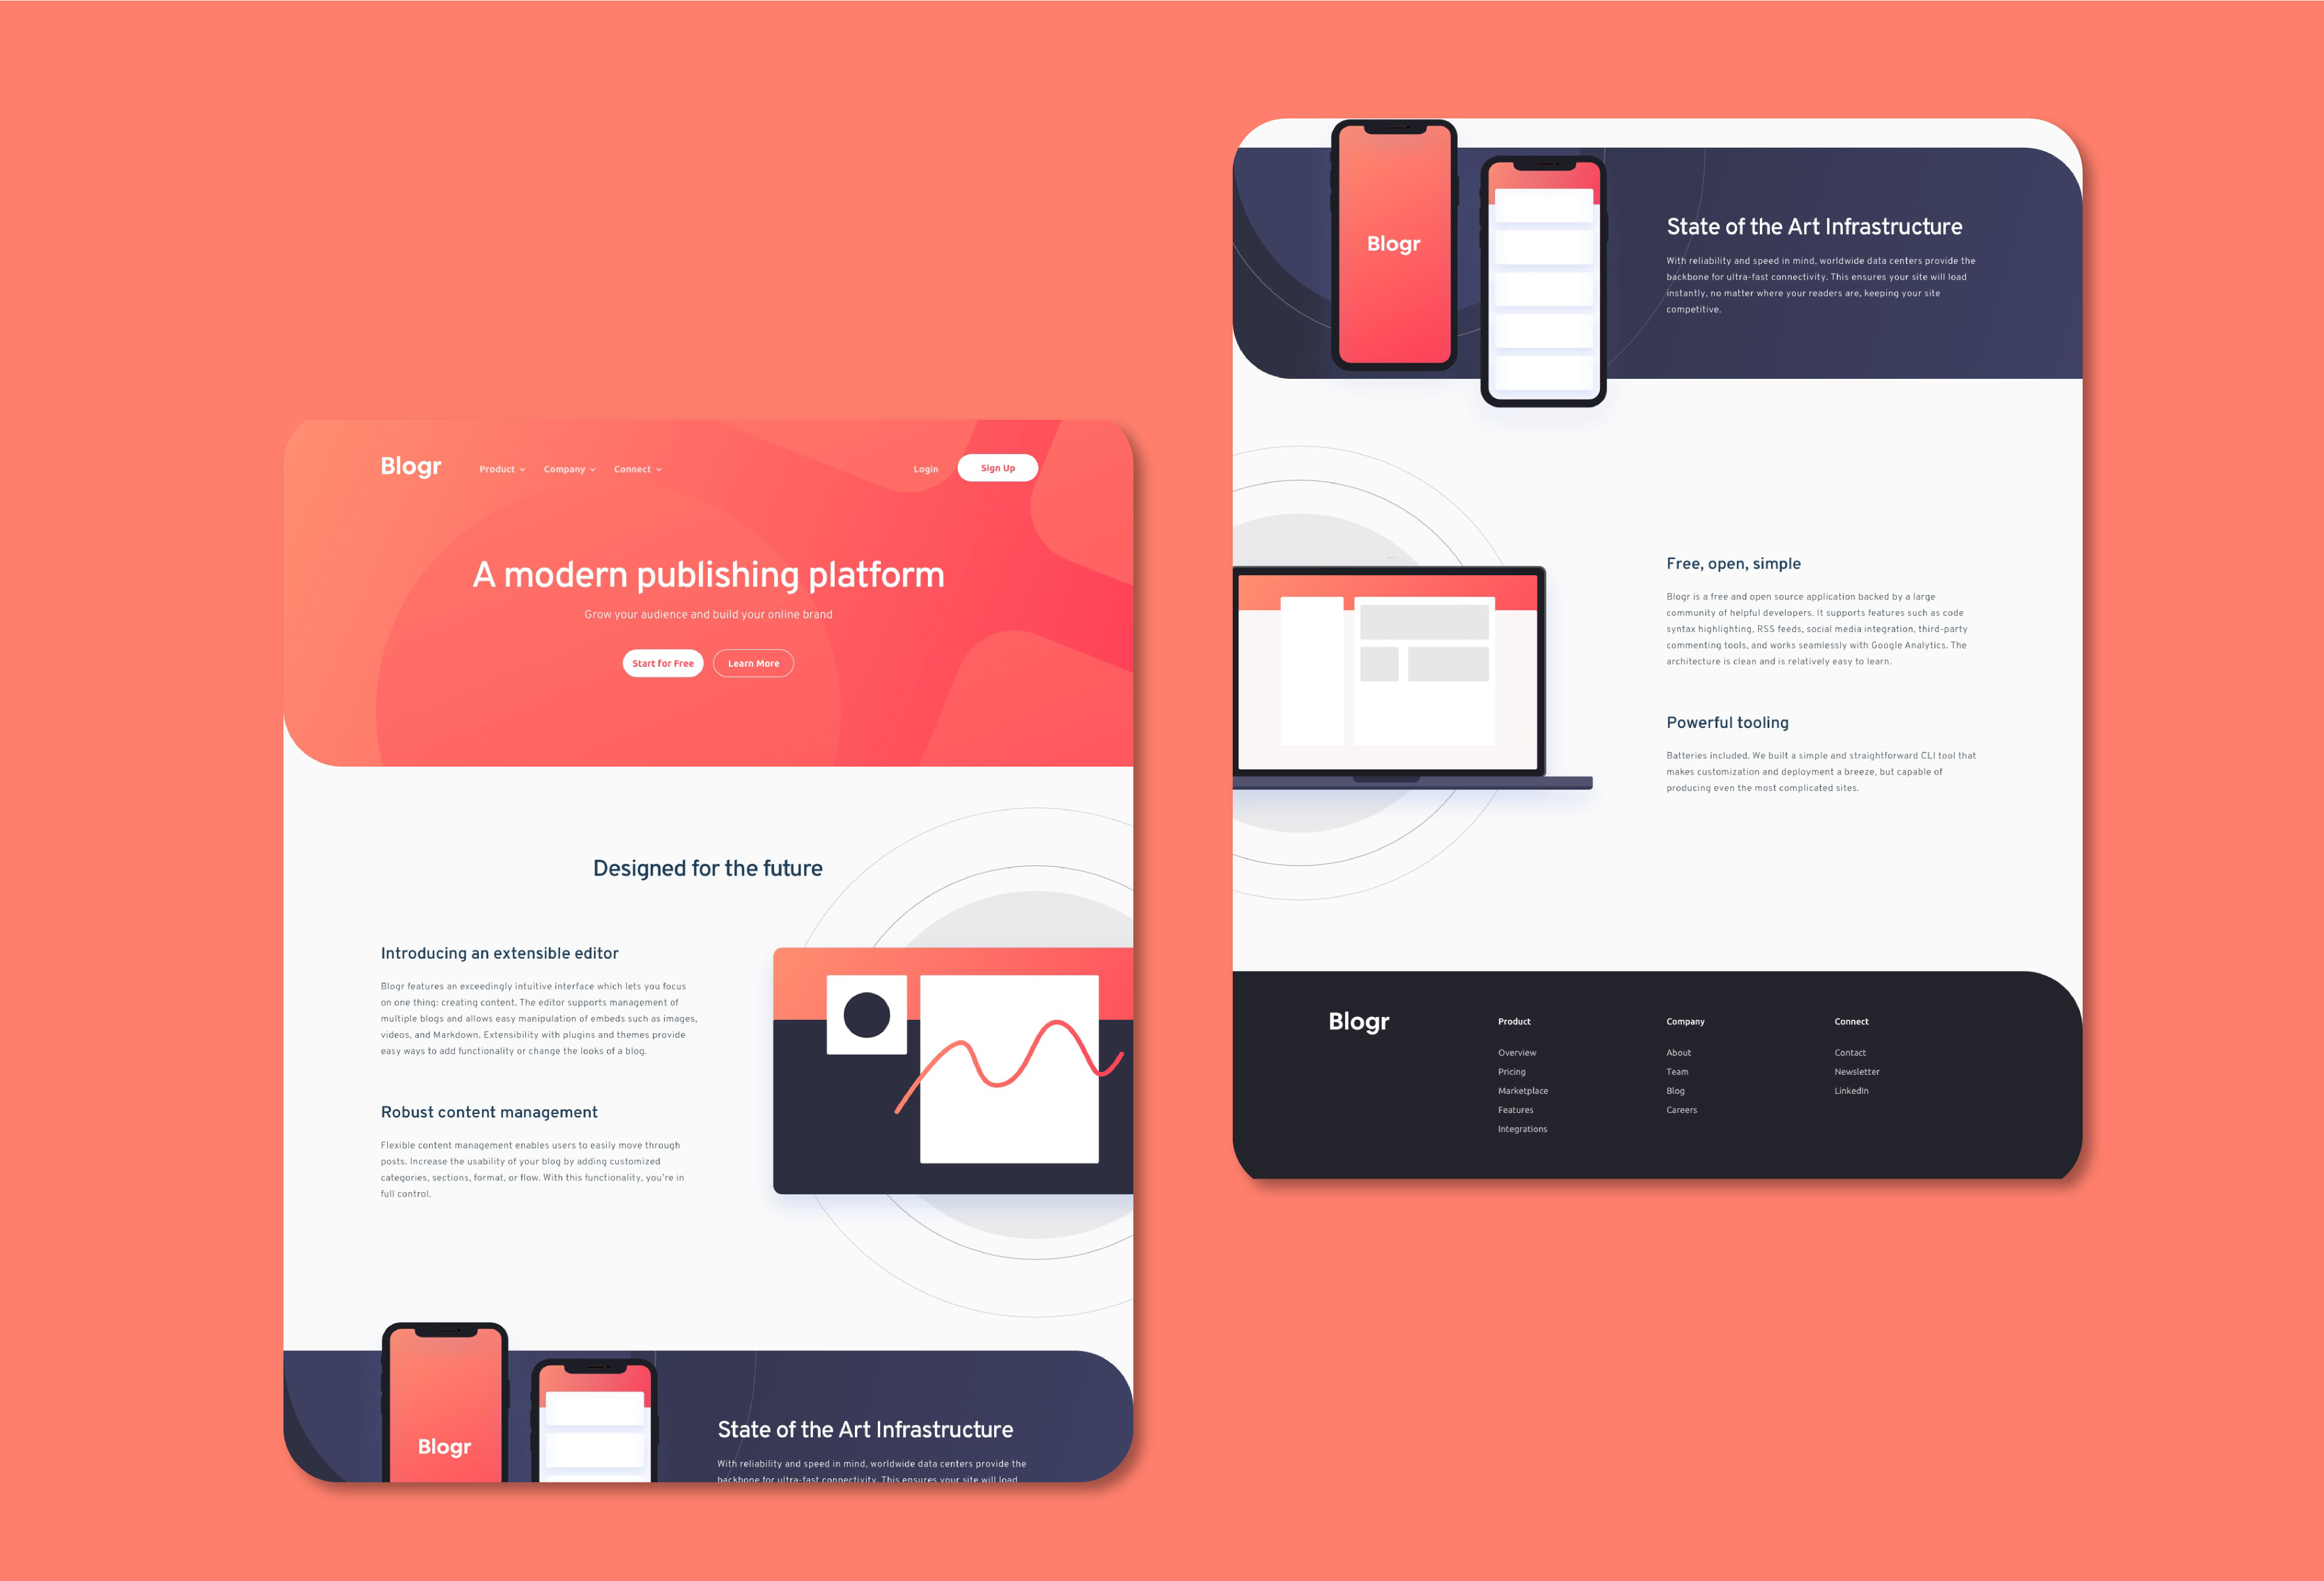 Blogr
Product
Company
Connect
Login
Sign Up
A modern publishing platform
Grow your audience and build your online brand
Start for Free
Learn More
Designed for the future
Introducing an extensible editor
Blogr features an exceedingly intuitive interface which lets you focus
on one thing: creating content. The editor supports management of
multiple blogs and allows easy manipulation of embeds such as images,
videos, and Markdown. Extensibility with plugins and themes provide
easy ways to add functionality or change the looks of a blog.
Robust content management
Flexible content management enables users to easily move through
posts. Increase the usability of your blog by adding customized
categories, sections, format, or flow. With this functionality, you're in
full control.
Blogr
State of the Art Infrastructure
With reliability and speed in mind, worldwide data centers provide the
backbone for ultra-fast connectivity. This ensures your site will load
Blogr
State of the Art Infrastructure
With reliability and speed in mind, worldwide data centers provide the
backbone for ultra-fast connectivity. This ensures your site will load
instantly, no matter where your readers are, keeping your site
competitive.
Free, open, simple
Blogr is a free and open source application backed by a large
community of helpful developers. It supports features such as code
syntax highlighting, RSS feeds, social media integration, third-party
commenting tools, and works seamlessly with Google Analytics. The
architecture is clean and is relatively easy to learn.
Powerful tooling
Batteries included. We built a simple and straightforward CLI tool that
makes customization and deployment a breeze, but capable of
producing even the most complicated sites.
Blogr
Product
Overview
Pricing
Marketplace
Features
Integrations
Company
About
Team
Blog
Careers
Connect
Contact
Newsletter
LinkedIn